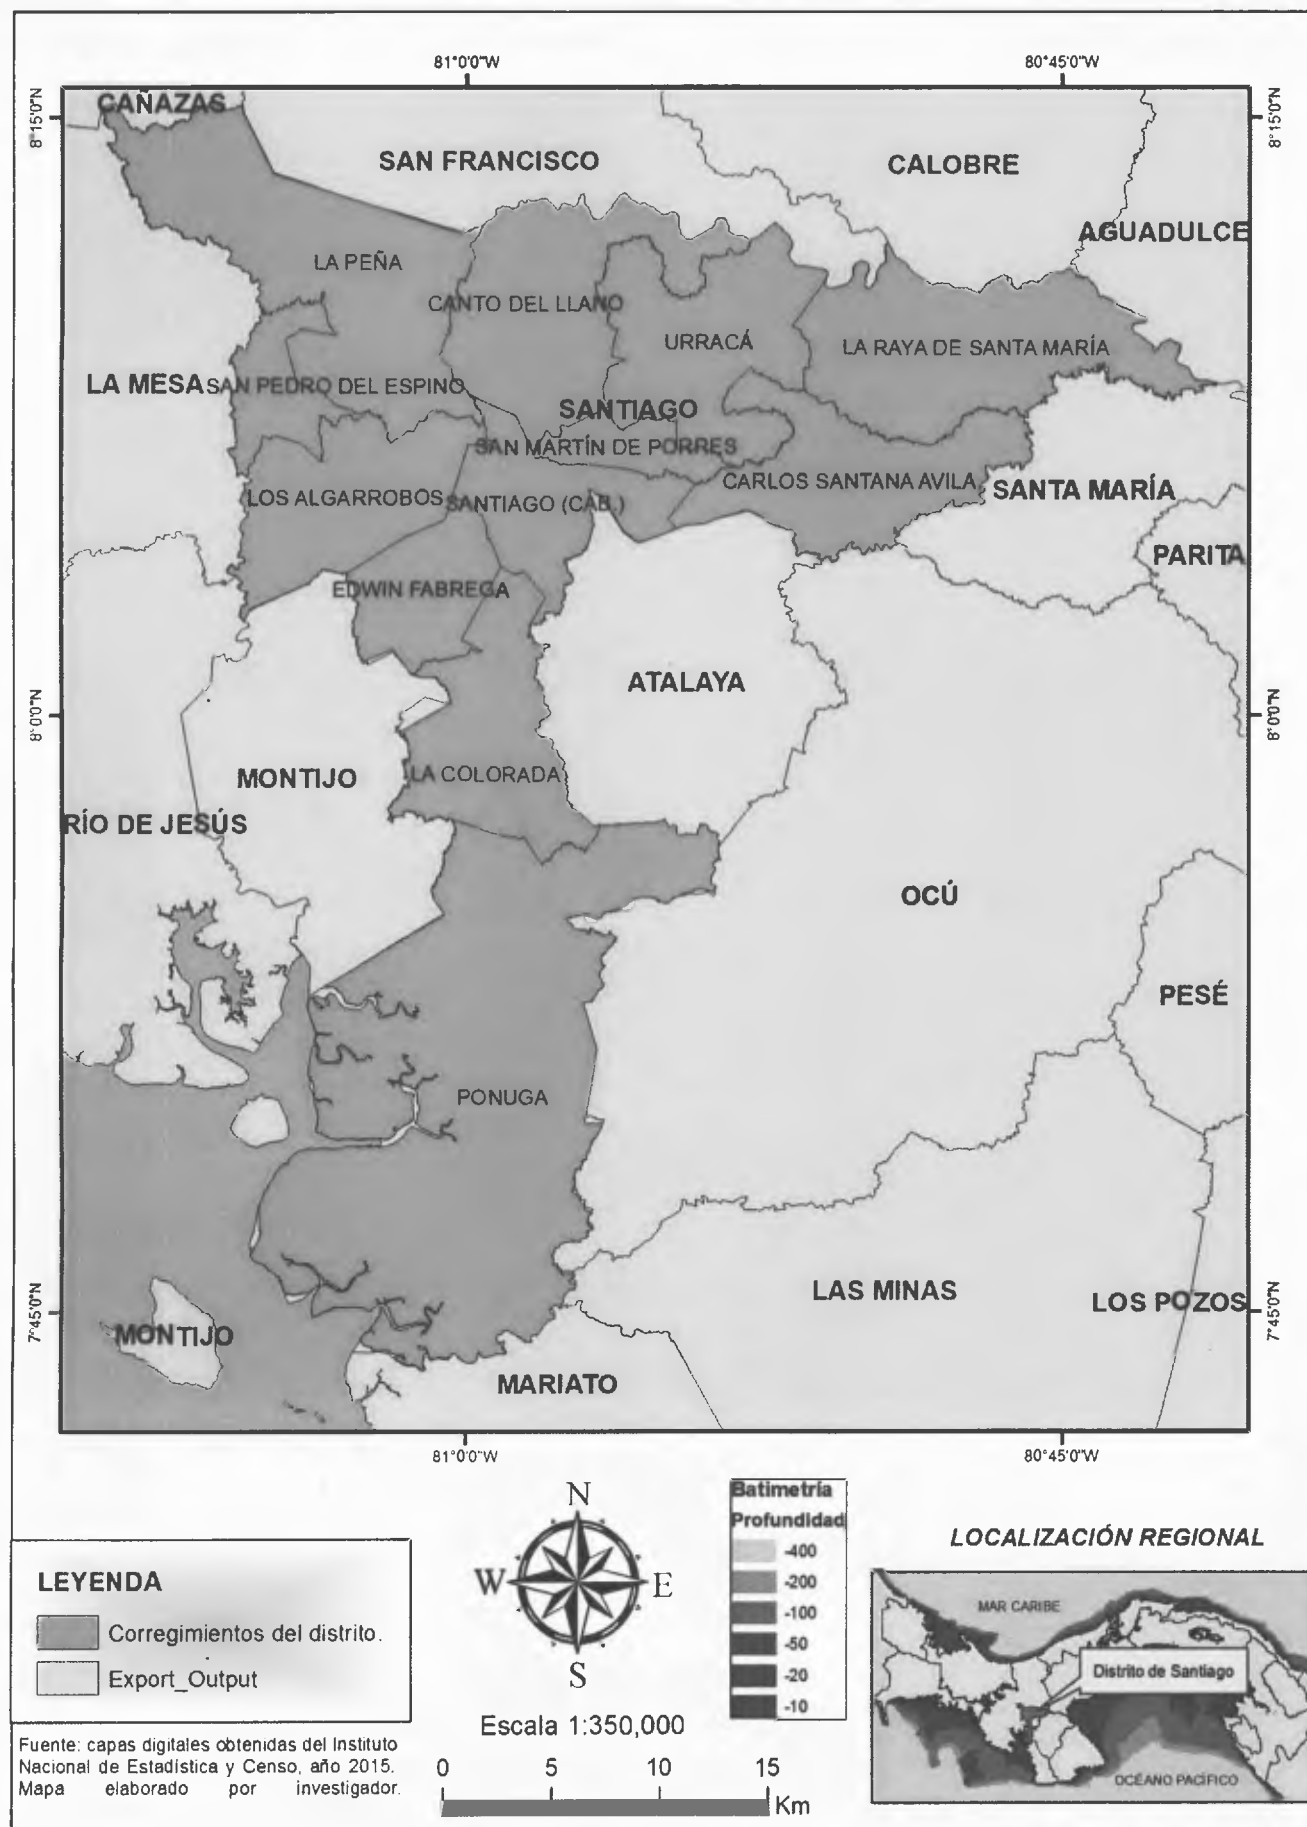 81°0'0"W
80°45'0"W
8°15'0"N
8°15'0"N
CAÑAZAS
SAN FRANCISCO
CALOBRE
AGUADULCE
LA PEÑA
CANTO DEL LLANO
URRACÁ
LA RAYA DE SANTA MARÍA
LA MESA
SAN PEDRO DEL ESPINO
SANTIAGO
SAN MARTÍN DE PORRES
CARLOS SANTANA AVILA
SANTA MARÍA
LOS ALGARROBOS
SANTIAGO (CAB.)
PARITA
EDWIN FABREGA
ATALAYA
8°0'0"N
8°0'0"N
MONTIJO
LA COLORADA
RÍO DE JESÚS
OCÚ
PESÉ
PONUGA
LAS MINAS
LOS POZOS
7°45'0"N
7°45'0"N
MONTIJO
MARIATO
81°0'0"W
80°45'0"W
LEYENDA
Corregimientos del distrito.
Export_Output
Fuente: capas digitales obtenidas del Instituto
Nacional de Estadística y Censo, año 2015.
Mapa elaborado por investigador.
N
W
E
S
Escala 1:350,000
0 5 10 15
Km
Batimetría
Profundidad
-400
-200
-100
-50
-20
-10
LOCALIZACIÓN REGIONAL
MAR CARIBE
Distrito de Santiago
OCÉANO PACÍFICO